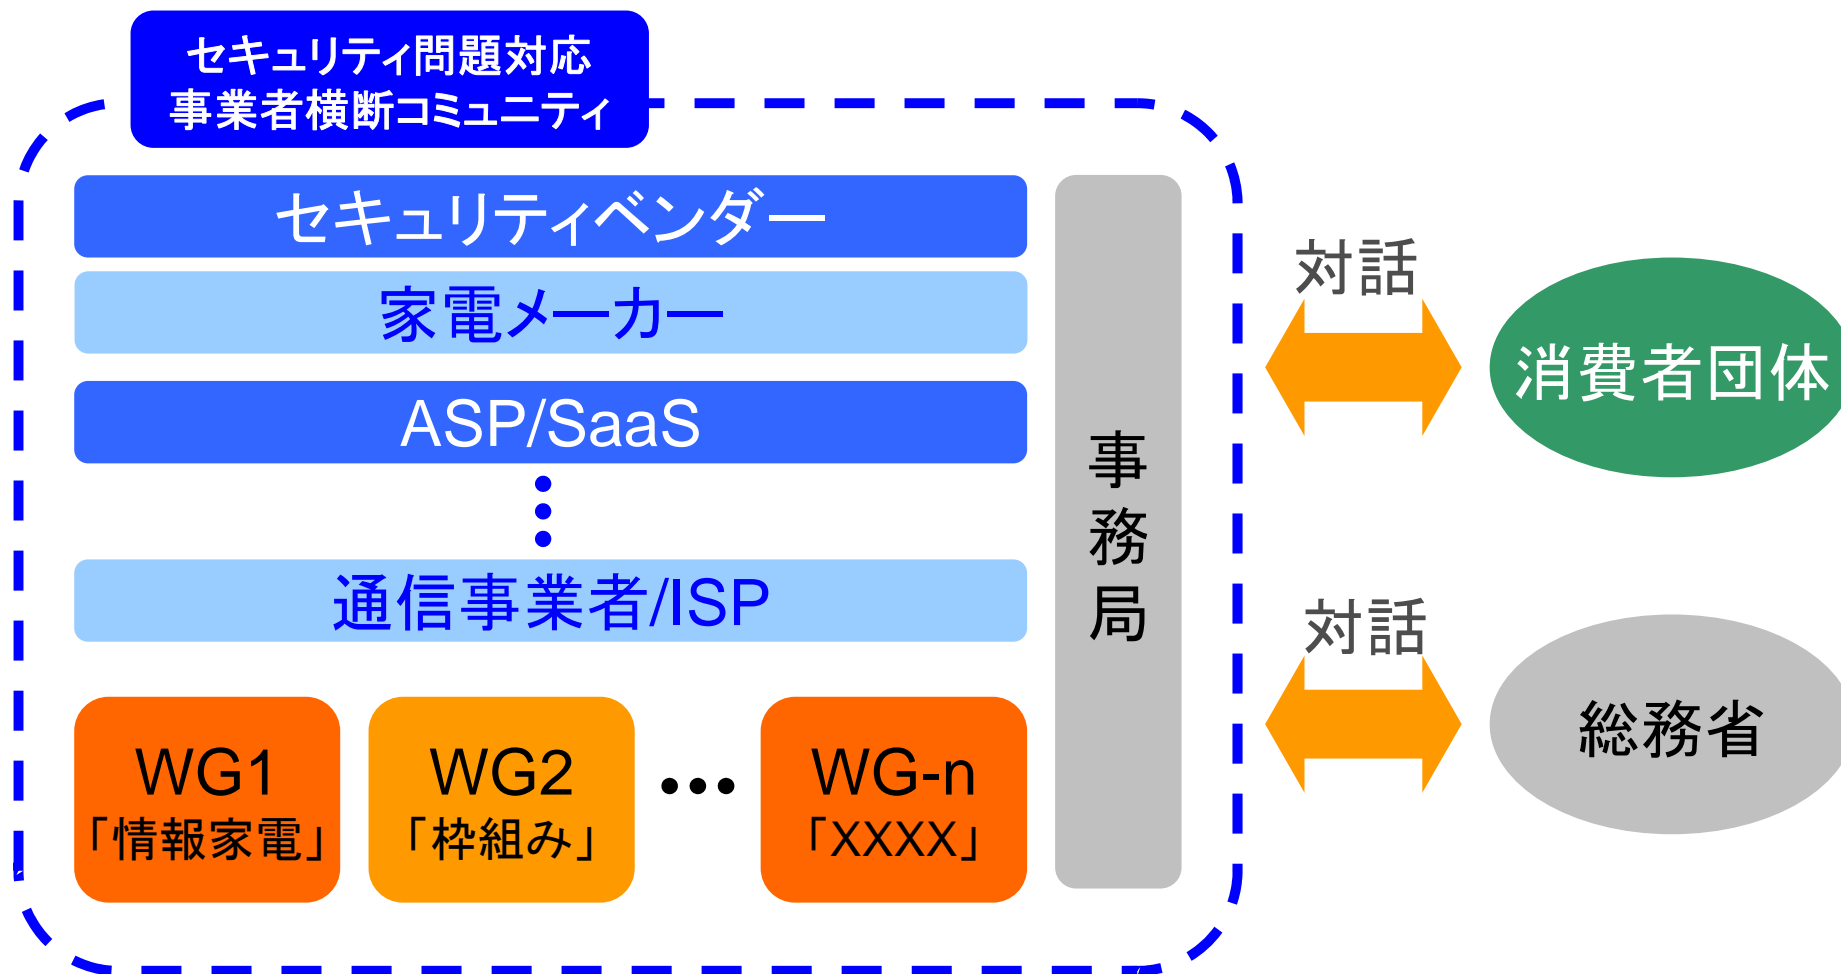 セキュリティ問題対応
事業者横断コミュニティ
セキュリティベンダー
家電メーカー
ASP/SaaS
通信事業者/ISP
WG1
「情報家電」
WG2
「枠組み」
•••
WG-n
「XXXX」
事務局
対話
消費者団体
対話
総務省